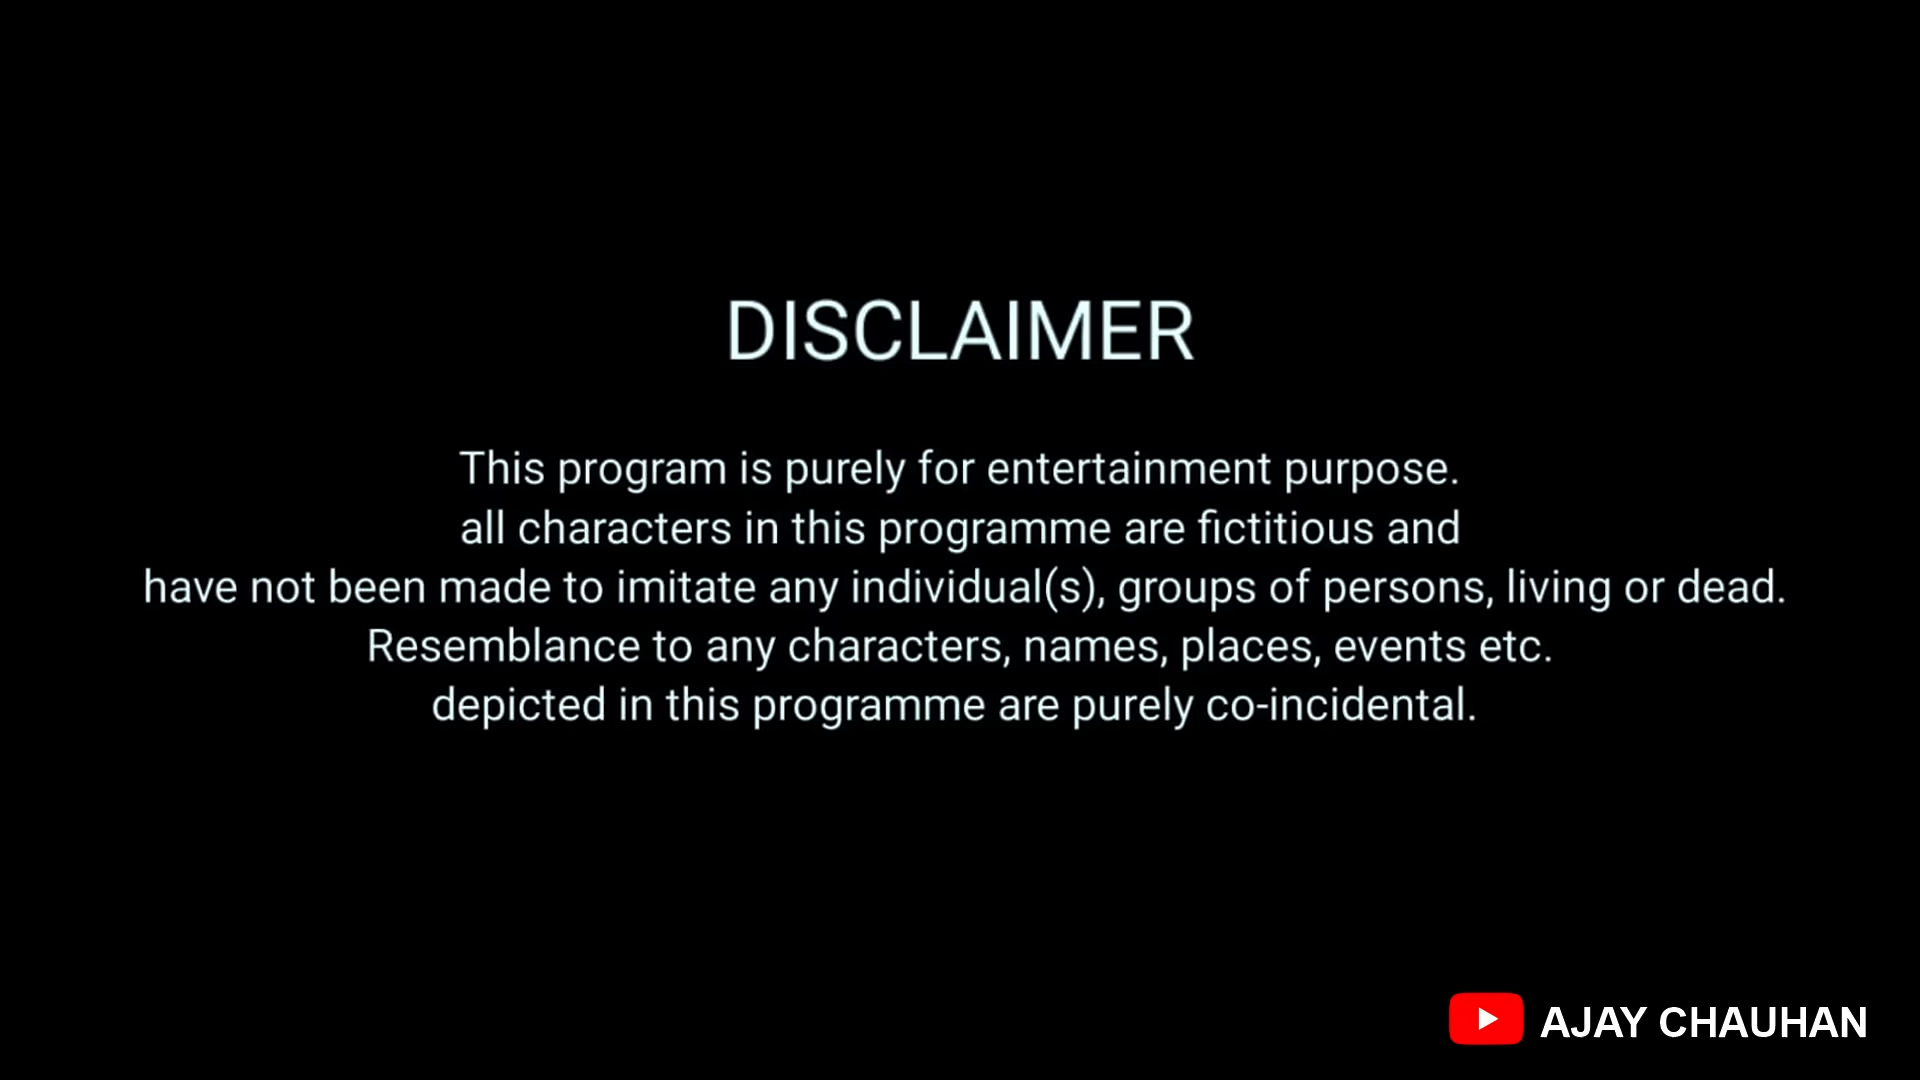 DISCLAIMER
This program is purely for entertainment purpose.
all characters in this programme are fictitious and
have not been made to imitate any individual(s), groups of persons, living or dead.
Resemblance to any characters, names, places, events etc.
depicted in this programme are purely co-incidental.
AJAY CHAUHAN